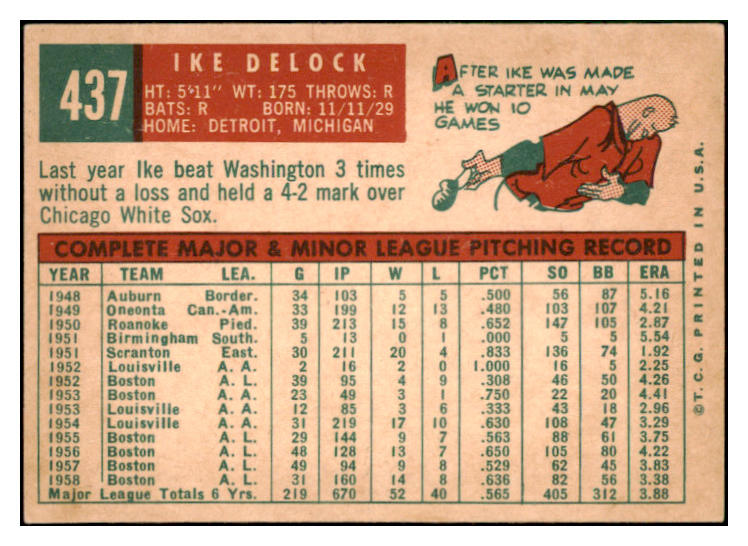 437
IKE DELOCK
HT: 5'11" WT: 175 THROWS: R
BATS: R BORN: 11/11/29
HOME: DETROIT, MICHIGAN
AFTER IKE WAS MADE
A STARTER IN MAY
HE WON 10
GAMES
Last year Ike beat Washington 3 times
without a loss and held a 4-2 mark over
Chicago White Sox.
COMPLETE MAJOR & MINOR LEAGUE PITCHING RECORD
YEAR TEAM LEA. G IP W L PCT SO BB ERA
1948 Auburn Border. 34 103 5 5 .500 56 87 5.16
1949 Oneonta Can.-Am. 33 199 12 13 .480 103 107 4.21
1950 Roanoke Pied. 39 213 15 8 .652 147 105 2.87
1951 Birmingham South. 5 13 0 1 .000 5 5 5.54
1951 Scranton East. 30 211 20 4 .833 136 74 1.92
1952 Louisville A. A. 2 16 2 0 1.000 16 5 2.25
1952 Boston A. L. 39 95 4 9 .308 46 50 4.26
1953 Boston A. L. 23 49 3 1 .750 22 20 4.41
1953 Louisville A. A. 12 85 3 6 .333 43 18 2.96
1954 Louisville A. A. 31 219 17 10 .630 108 47 3.29
1955 Boston A. L. 29 144 9 7 .563 88 61 3.75
1956 Boston A. L. 48 128 13 7 .650 105 80 4.22
1957 Boston A. L. 49 94 9 8 .529 62 45 3.83
1958 Boston A. L. 31 160 14 8 .636 82 56 3.38
Major League Totals 6 Yrs. 219 670 52 40 .565 405 312 3.88
©T.C.G. PRINTED IN U.S.A.